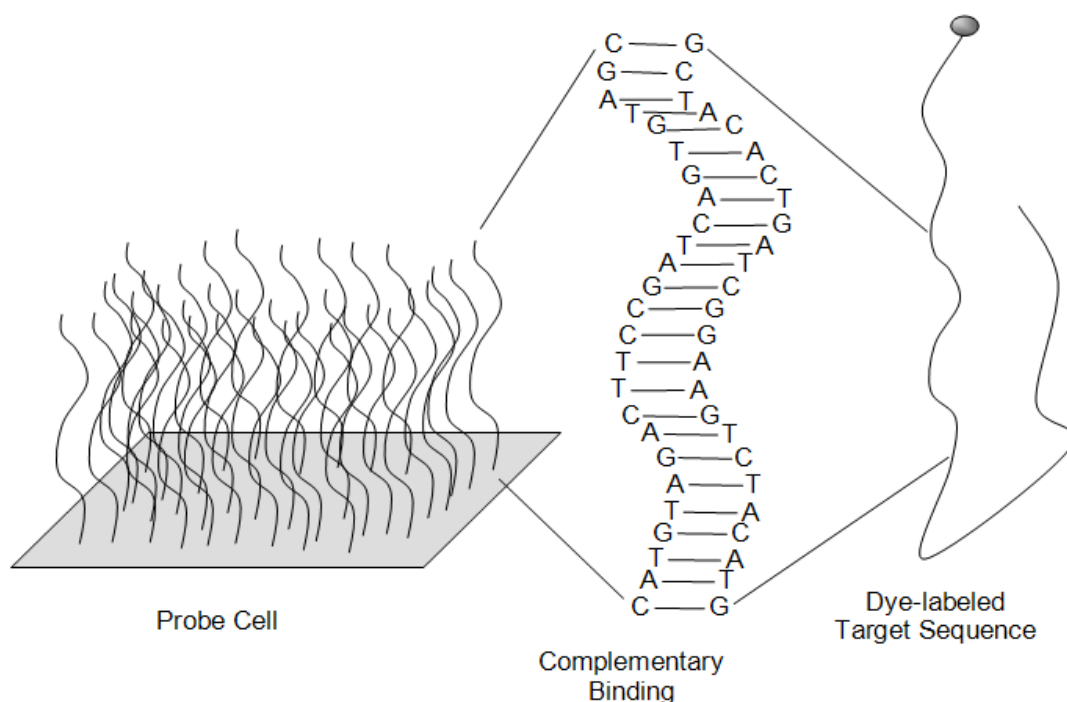 C G
G C
A T
T A
G C
T A
G C
A T
C G
T A
A T
G C
C G
C G
T A
T A
C G
A T
G C
A T
T A
G C
T A
A T
C G
Probe Cell
Complementary
Binding
Dye-labeled
Target Sequence